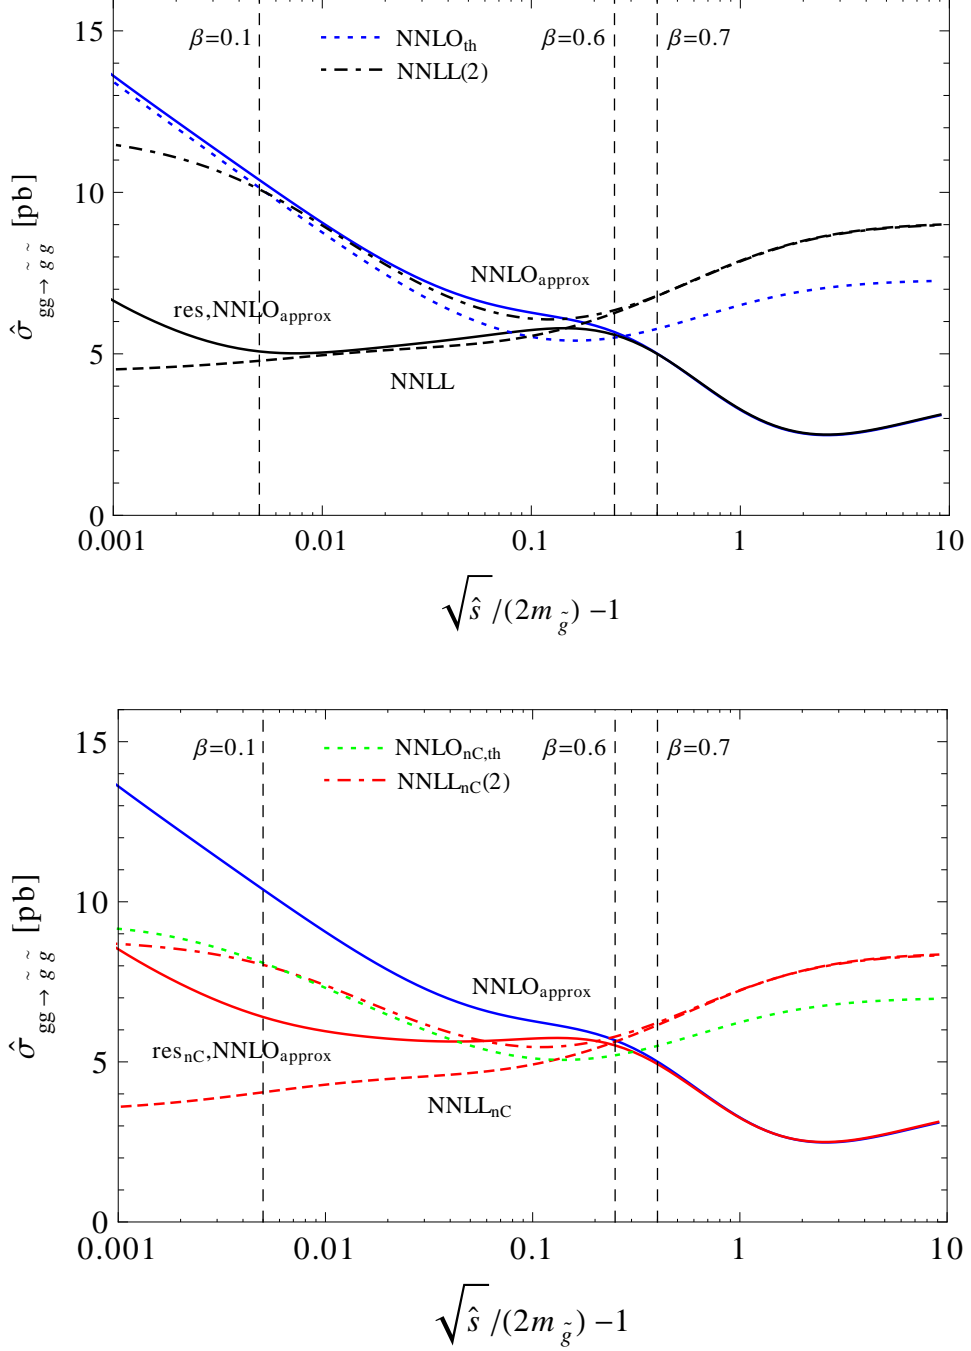 15
β=0.1
NNLO_th
β=0.6
β=0.7
NNLL(2)
10
σ̂ gg→g̃g̃ [pb]
NNLO_approx
res,NNLO_approx
5
NNLL
0
0.001
0.01
0.1
1
10
√ŝ/(2m_g̃) −1
15
β=0.1
NNLO_nC,th
β=0.6
β=0.7
NNLL_nC(2)
10
σ̂ gg→g̃g̃ [pb]
NNLO_approx
res_nC,NNLO_approx
5
NNLL_nC
0
0.001
0.01
0.1
1
10
√ŝ/(2m_g̃) −1